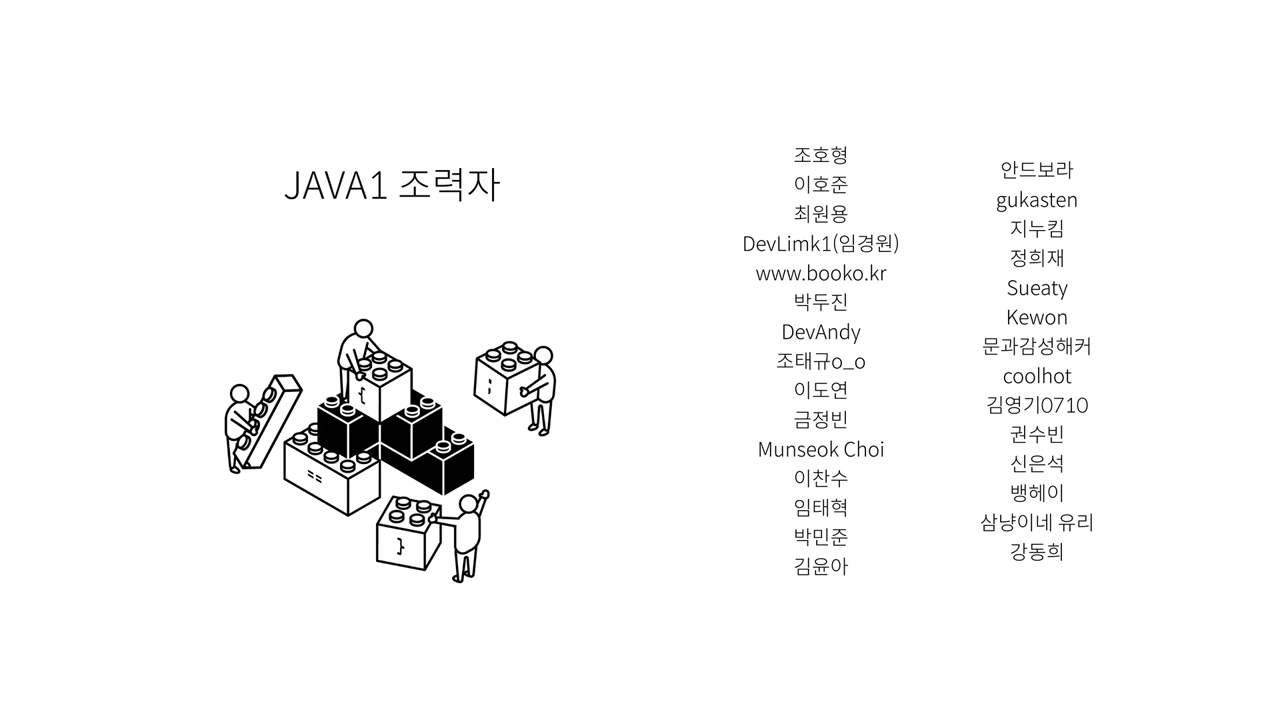 JAVA1 조력자
{
;
==
}
조호형
이호준
최원용
DevLimk1(임경원)
www.booko.kr
박두진
DevAndy
조태규o_o
이도연
금정빈
Munseok Choi
이찬수
임태혁
박민준
김윤아
안드보라
gukasten
지누킴
정희재
Sueaty
Kewon
문과감성해커
coolhot
김영기0710
권수빈
신은석
뱅헤이
삼냥이네 유리
강동희